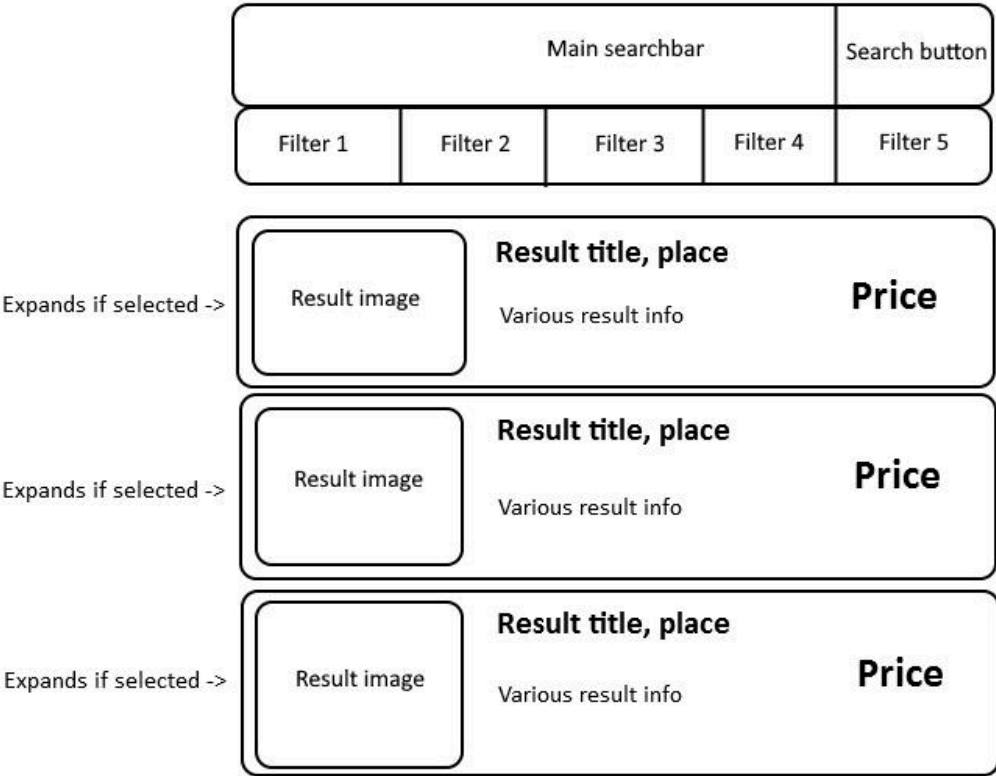 Main searchbar
Search button
Filter 1
Filter 2
Filter 3
Filter 4
Filter 5
Expands if selected ->
Result image
Result title, place
Various result info
Price
Expands if selected ->
Result image
Result title, place
Various result info
Price
Expands if selected ->
Result image
Result title, place
Various result info
Price